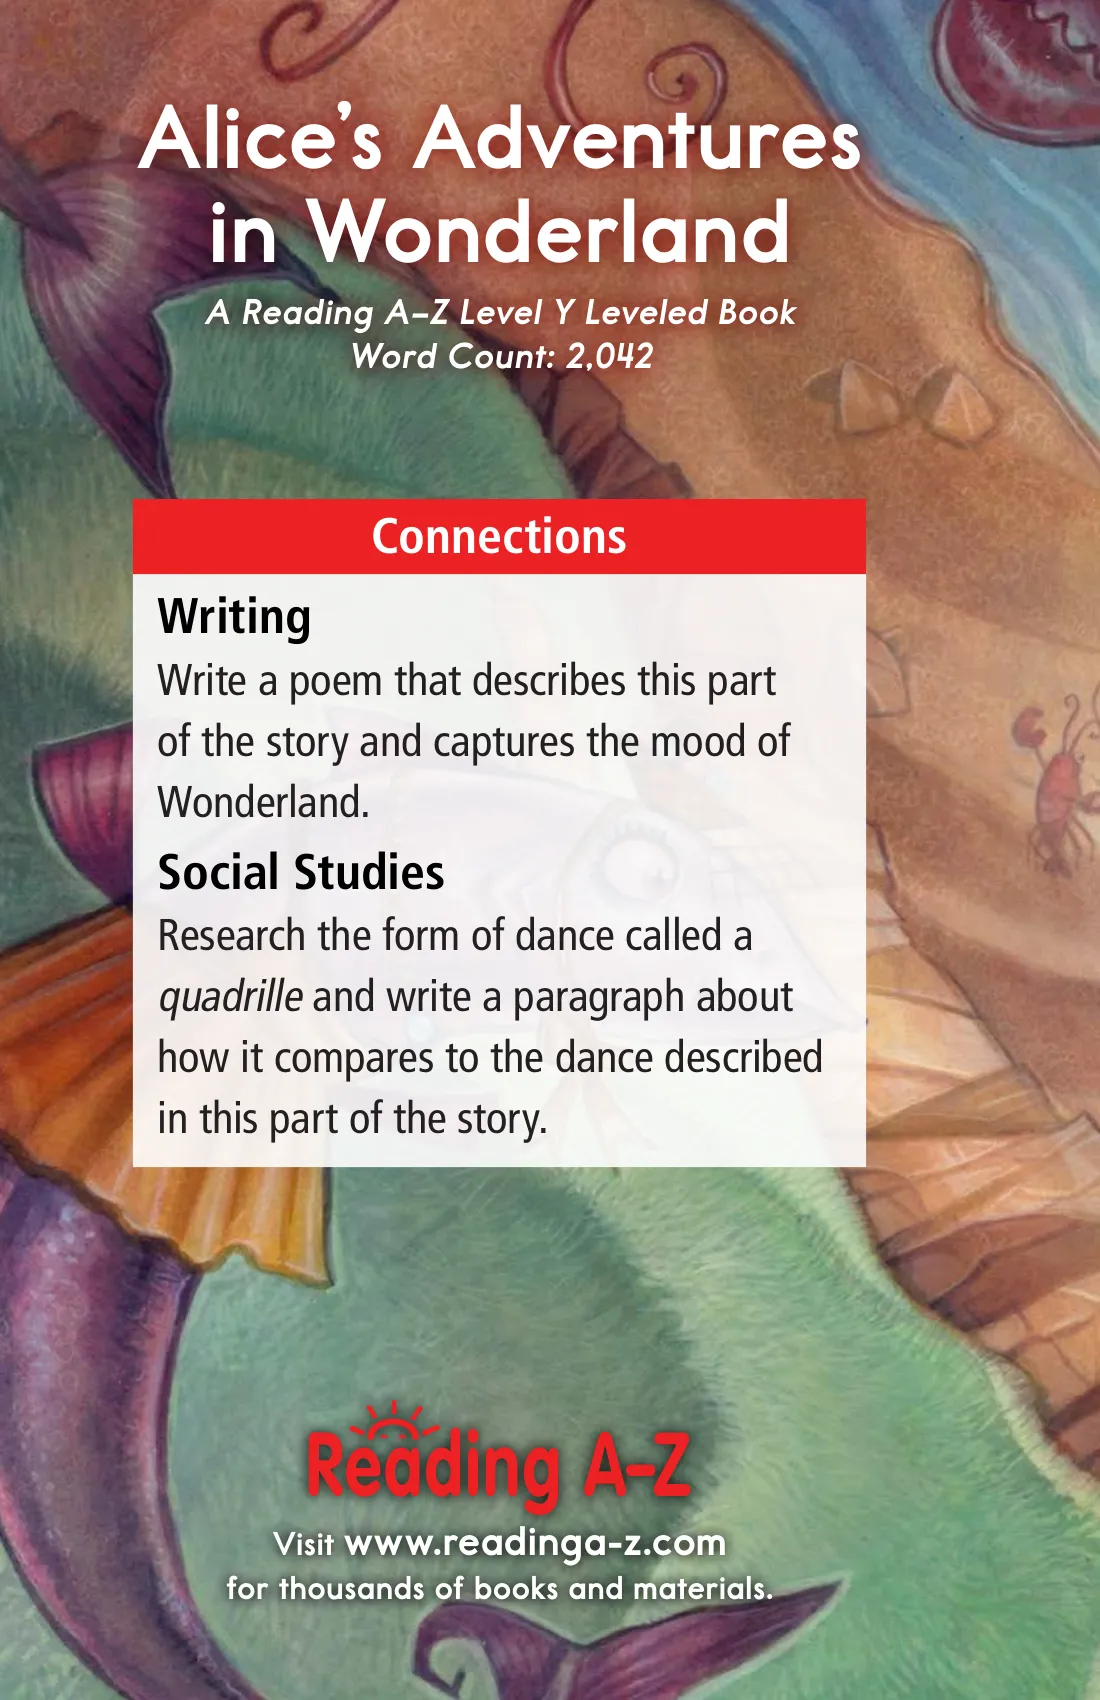 Alice's Adventures
in Wonderland
A Reading A–Z Level Y Leveled Book
Word Count: 2,042
Connections
Writing
Write a poem that describes this part
of the story and captures the mood of
Wonderland.
Social Studies
Research the form of dance called a
quadrille and write a paragraph about
how it compares to the dance described
in this part of the story.
Reading A–Z
Visit www.readinga-z.com
for thousands of books and materials.